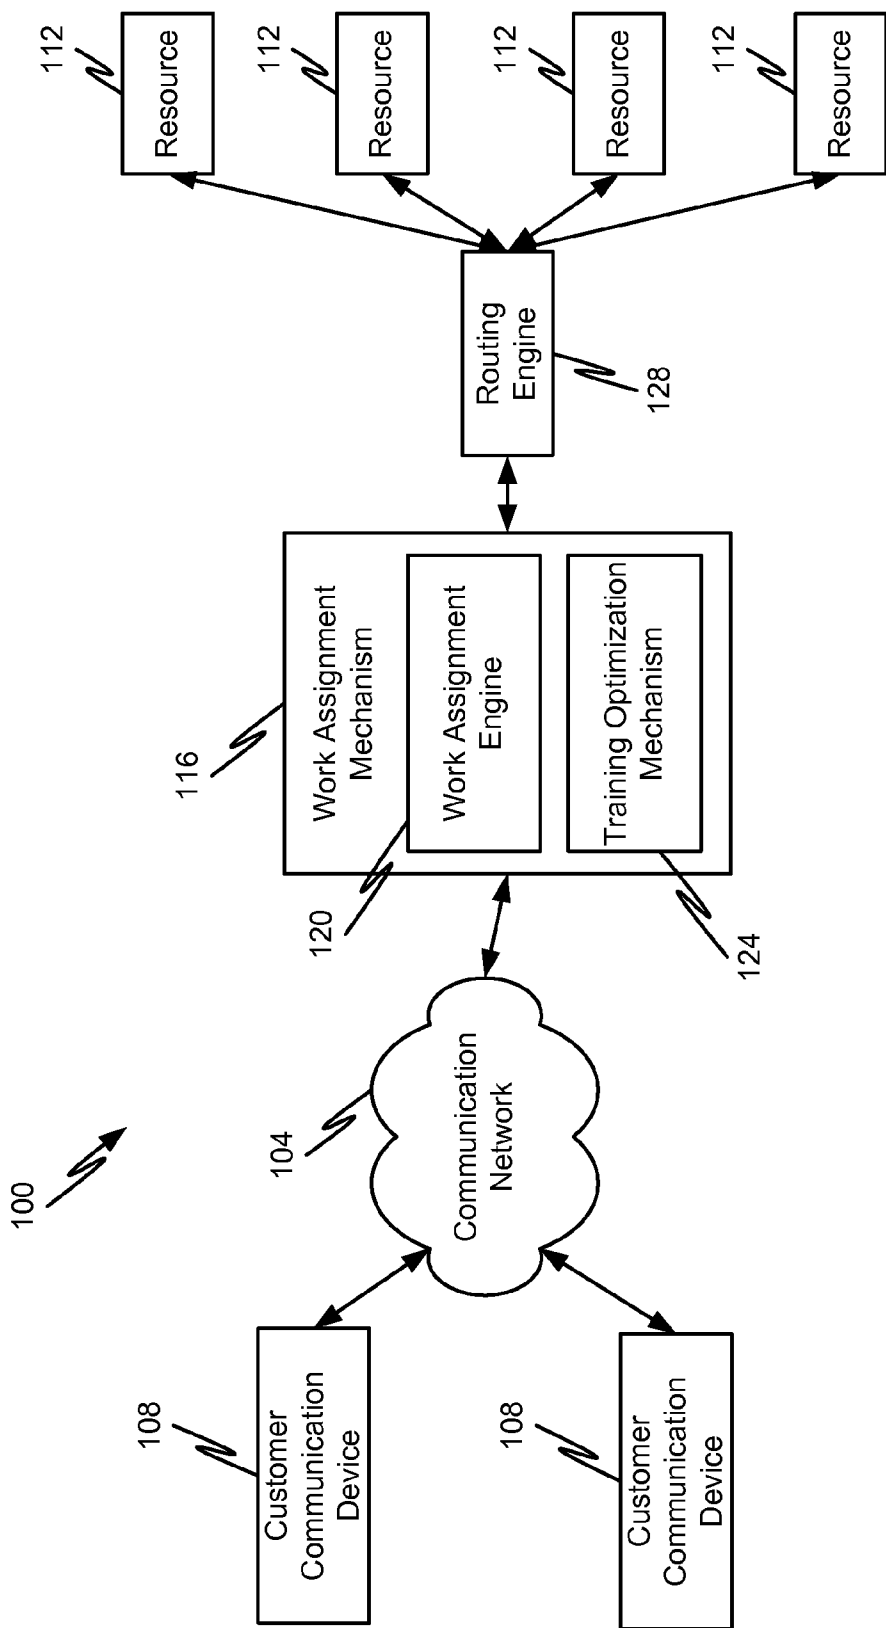 100
108
Customer
Communication
Device
108
Customer
Communication
Device
104
Communication
Network
116
Work Assignment
Mechanism
120
Work Assignment
Engine
124
Training Optimization
Mechanism
Routing
Engine
128
112
Resource
112
Resource
112
Resource
112
Resource